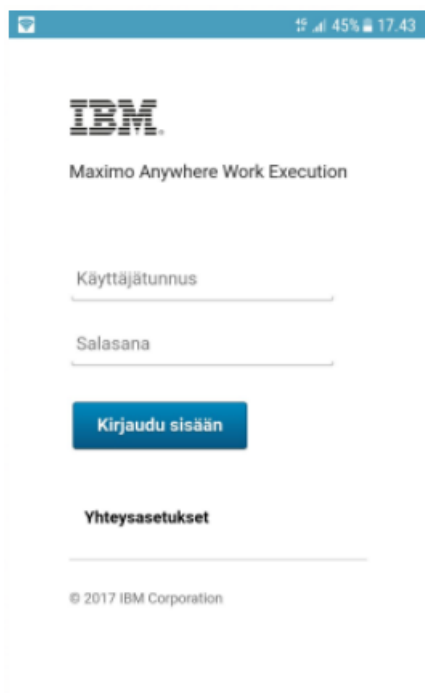 45% 17.43
IBM.
Maximo Anywhere Work Execution
Käyttäjätunnus
Salasana
Kirjaudu sisään
Yhteysasetukset
© 2017 IBM Corporation